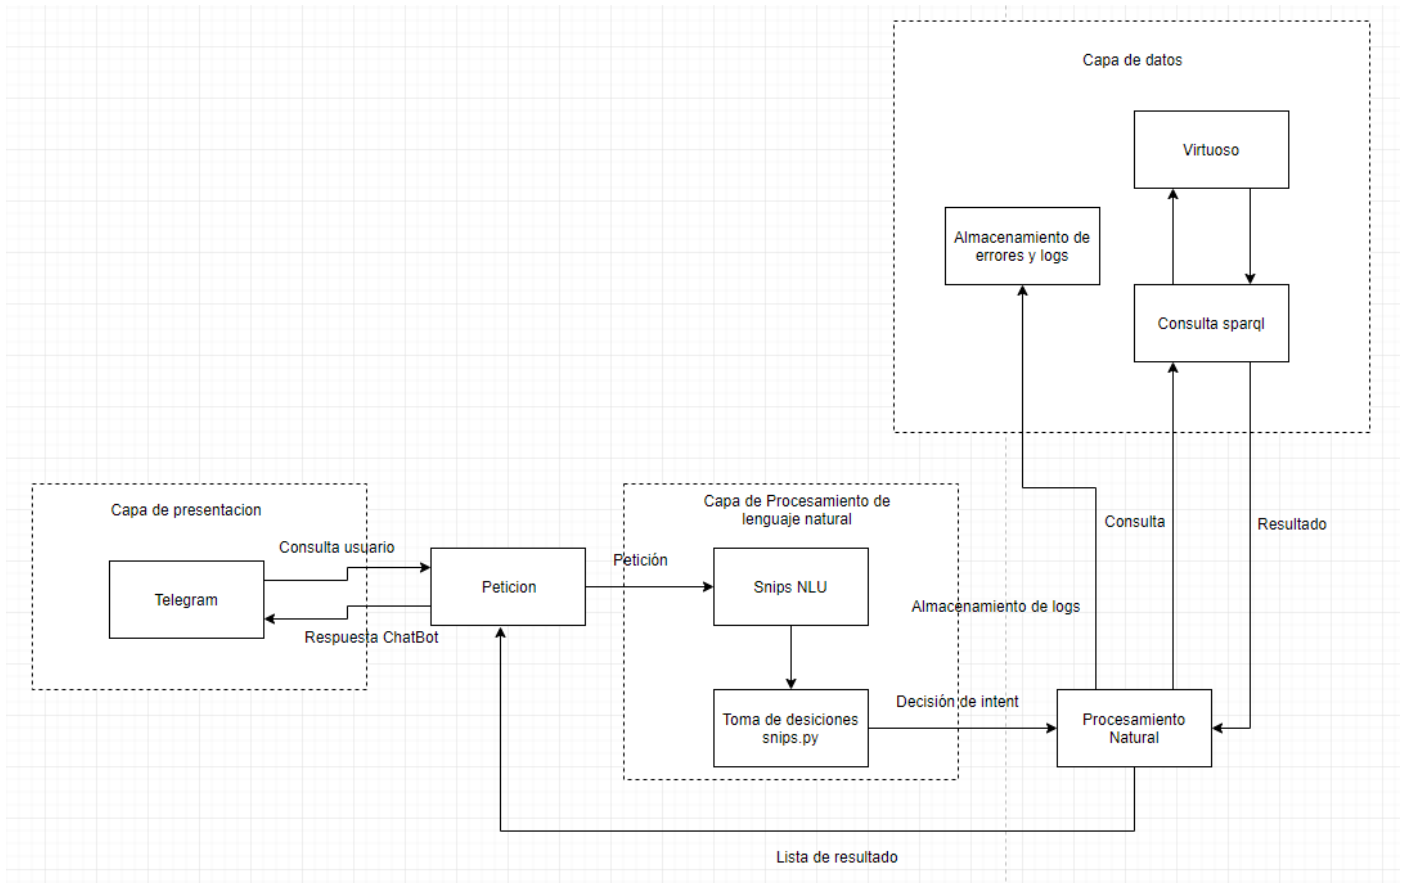 Capa de datos
Virtuoso
Almacenamiento de
errores y logs
Consulta sparql
Capa de presentacion
Capa de Procesamiento de
lenguaje natural
Consulta
Resultado
Consulta usuario
Petición
Telegram
Peticion
Snips NLU
Respuesta ChatBot
Almacenamiento de logs
Toma de desiciones
snips.py
Decisión de intent
Procesamiento
Natural
Lista de resultado